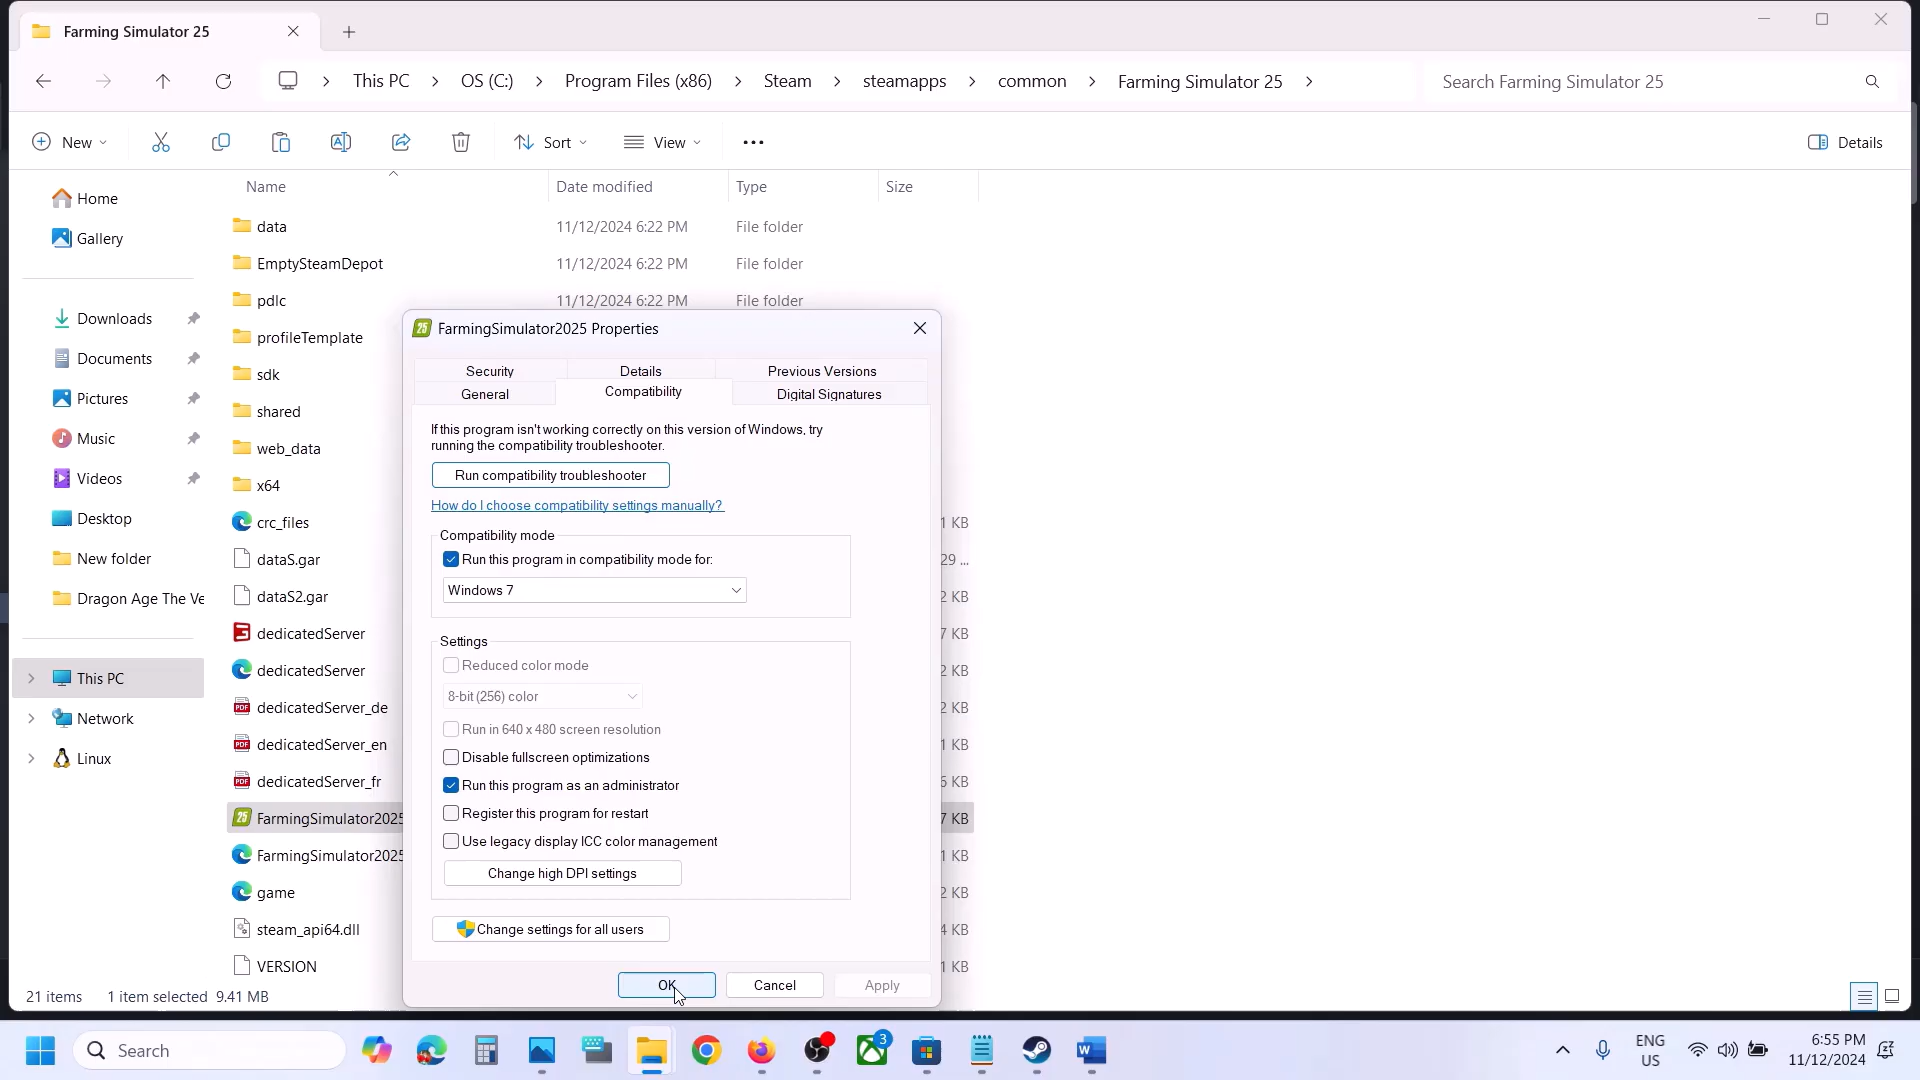 Farming Simulator 25
This PC
OS (C:)
Program Files (x86)
Steam
steamapps
common
Farming Simulator 25
Search Farming Simulator 25
New
Sort
View
Details
Name
Date modified
Type
Size
Home
Gallery
Downloads
Documents
Pictures
Music
Videos
Desktop
New folder
Dragon Age The Ve
This PC
Network
Linux
data 11/12/2024 6:22 PM File folder
EmptySteamDepot 11/12/2024 6:22 PM File folder
pdlc 11/12/2024 6:22 PM File folder
profileTemplate
sdk
shared
web_data
x64
crc_files 1 KB
dataS.gar 29 ...
dataS2.gar 2 KB
dedicatedServer 7 KB
dedicatedServer 2 KB
dedicatedServer_de 2 KB
dedicatedServer_en 1 KB
dedicatedServer_fr 6 KB
FarmingSimulator2025 7 KB
FarmingSimulator2025 1 KB
game 2 KB
steam_api64.dll 4 KB
VERSION 1 KB
25 FarmingSimulator2025 Properties
Security
Details
Previous Versions
General
Compatibility
Digital Signatures
If this program isn't working correctly on this version of Windows, try
running the compatibility troubleshooter.
Run compatibility troubleshooter
How do I choose compatibility settings manually?
Compatibility mode
Run this program in compatibility mode for:
Windows 7
Settings
Reduced color mode
8-bit (256) color
Run in 640 x 480 screen resolution
Disable fullscreen optimizations
Run this program as an administrator
Register this program for restart
Use legacy display ICC color management
Change high DPI settings
Change settings for all users
OK
Cancel
Apply
21 items 1 item selected 9.41 MB
Search
3
ENG
US
6:55 PM
11/12/2024